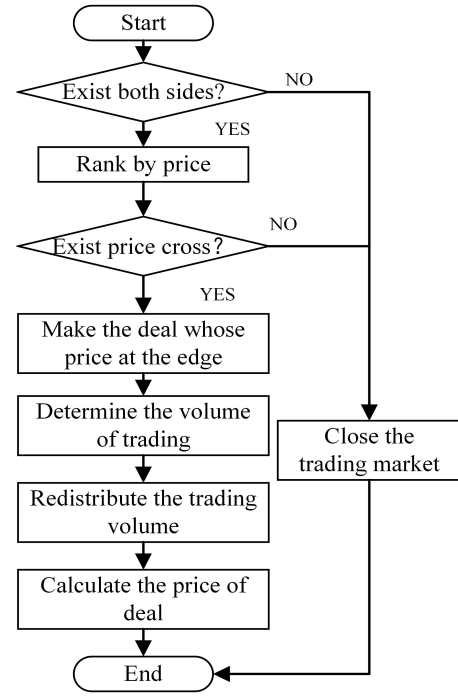 Start
Exist both sides?
NO
YES
Rank by price
Exist price cross?
NO
YES
Make the deal whose
price at the edge
Determine the volume
of trading
Close the
trading market
Redistribute the trading
volume
Calculate the price of
deal
End